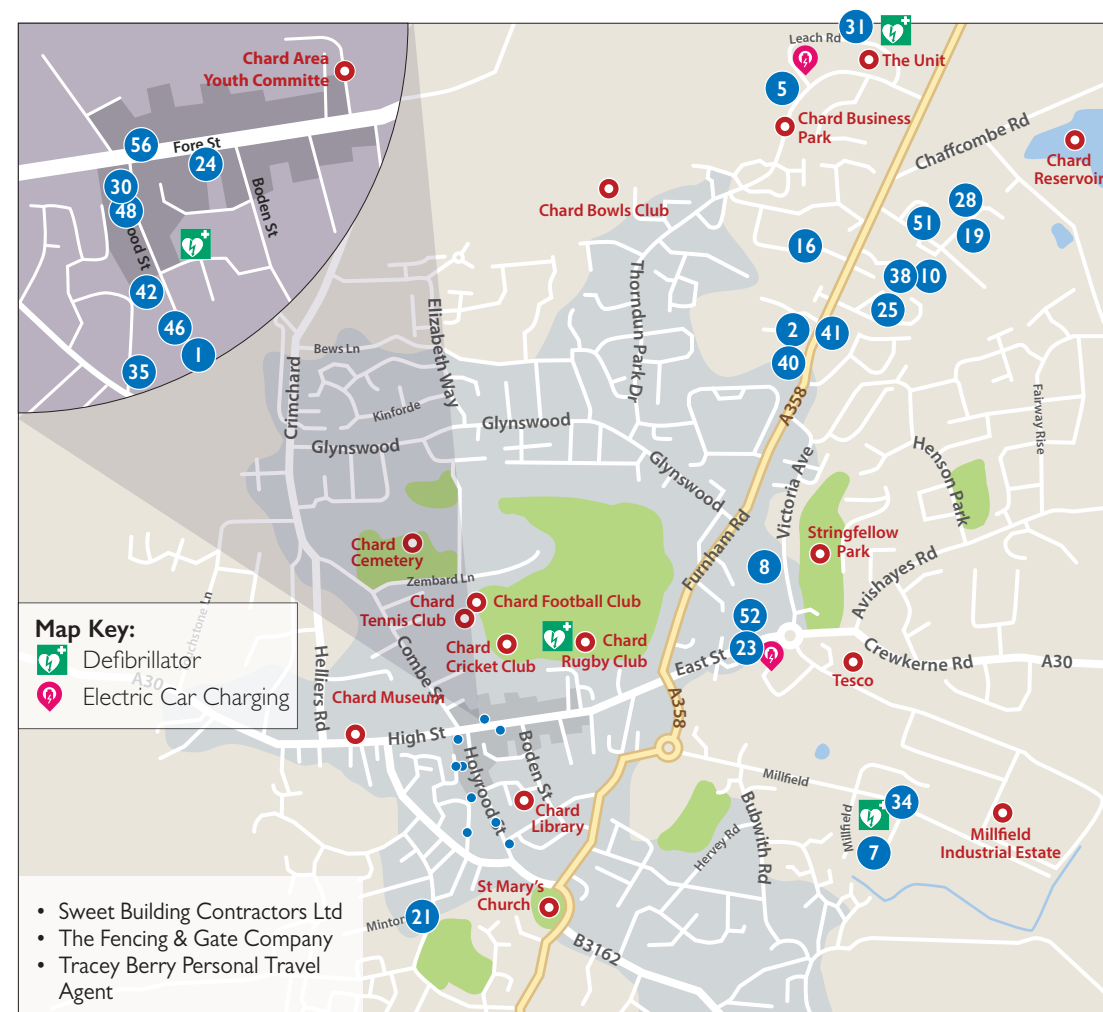 31
Leach Rd
The Unit
5
Chard Business
Park
Chard Area
Youth Committe
56
Fore St
24
30
48
ood St
Boden St
42
46
1
35
Chaffcombe Rd
Chard
Reservoir
28
51
19
Chard Bowls Club
16
38
10
25
2
41
40
Thorndun Park Dr
Elizabeth Way
Bews Ln
Crimchard
Kinforde
Glynswood
Glynswood
Glynswood
A358
Fairway Rise
Henson Park
Victoria Ave
Furnham Rd
Stringfellow
Park
Avishayes Rd
8
Chard
Cemetery
Zembard Ln
Chard
Tennis Club
Chard Football Club
Chard
Cricket Club
Chard
Rugby Club
52
23
East St
Crewkerne Rd
A30
Tesco
Map Key:
Defibrillator
Electric Car Charging
uchstone Ln
A30
Helliers Rd
Combe St
Chard Museum
High St
Holyrood St
Boden St
A358
Chard
Library
Millfield
Millfield
34
7
Millfield
Industrial Estate
Bubwith Rd
Hervey Rd
St Mary's
Church
B3162
Mintor
21
• Sweet Building Contractors Ltd
• The Fencing & Gate Company
• Tracey Berry Personal Travel
Agent